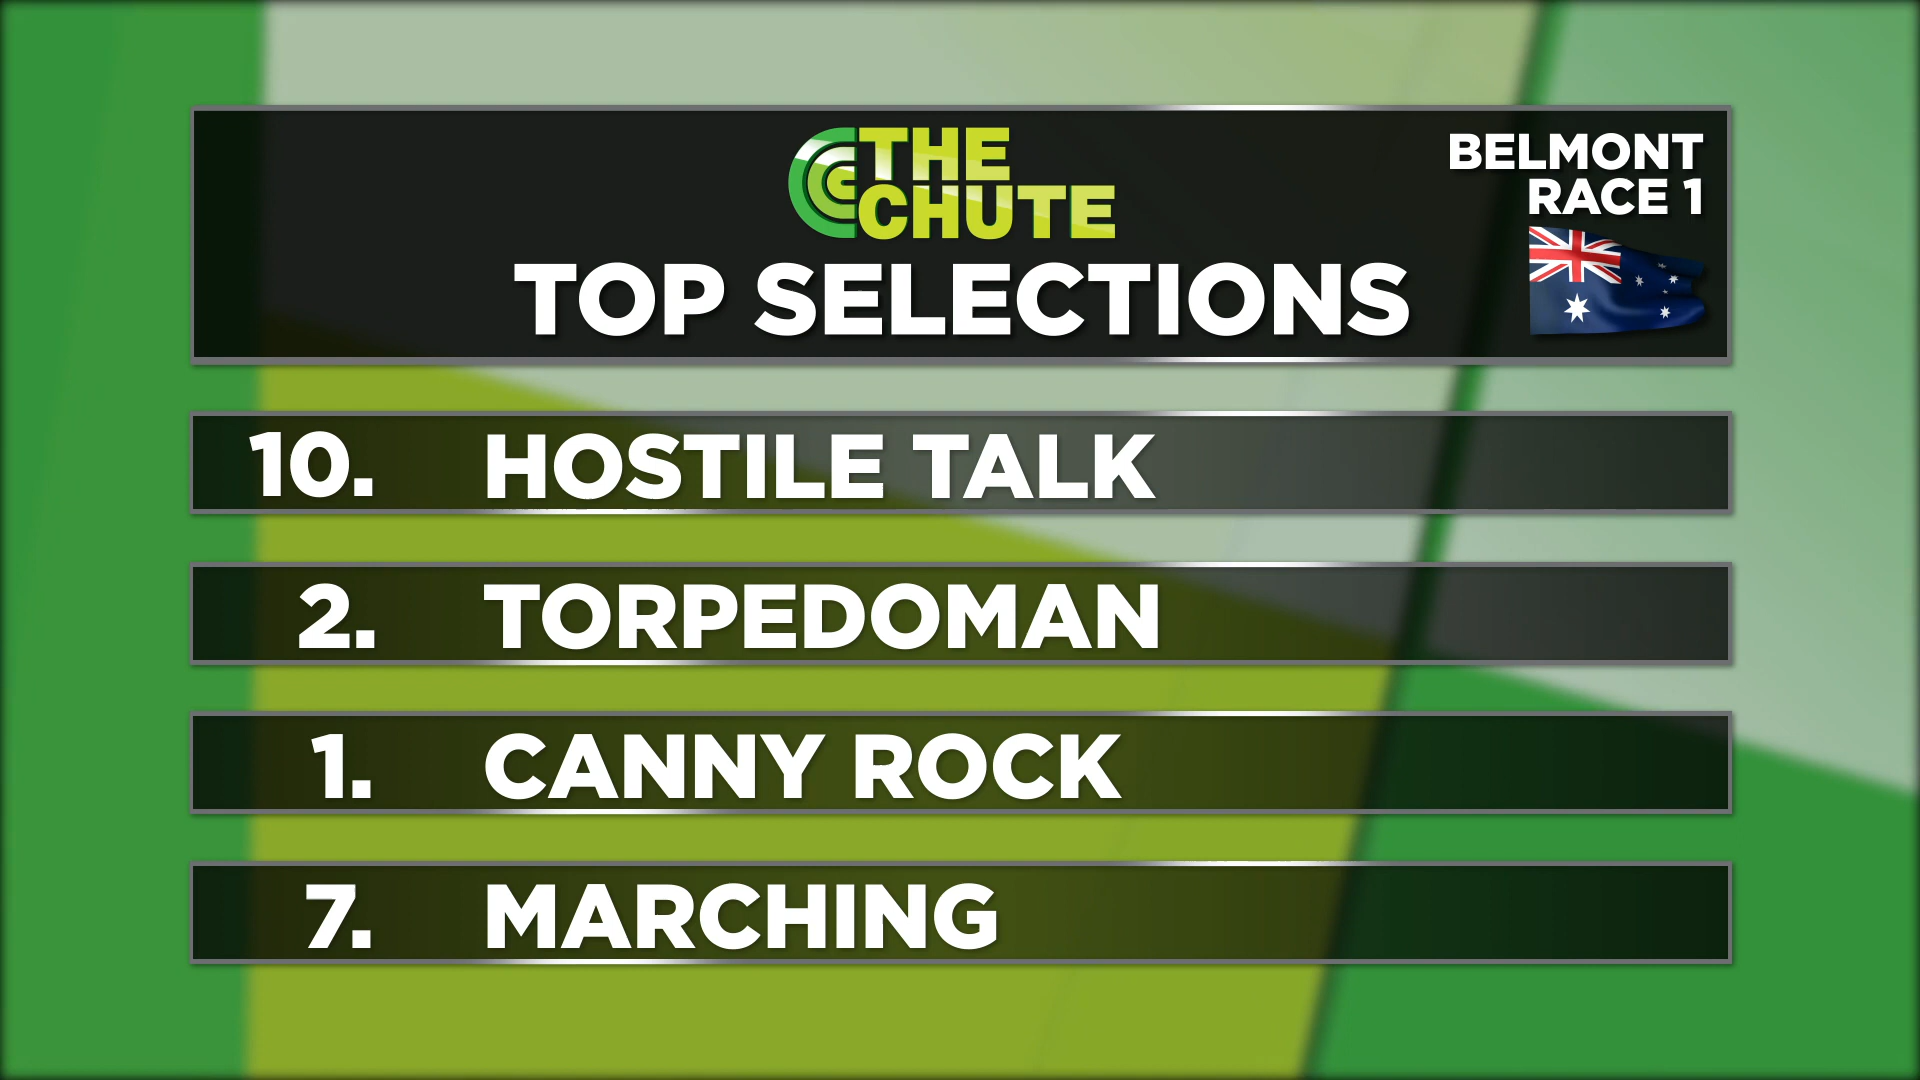 THE
CHUTE
TOP SELECTIONS
BELMONT
RACE 1
10. HOSTILE TALK
2. TORPEDOMAN
1. CANNY ROCK
7. MARCHING